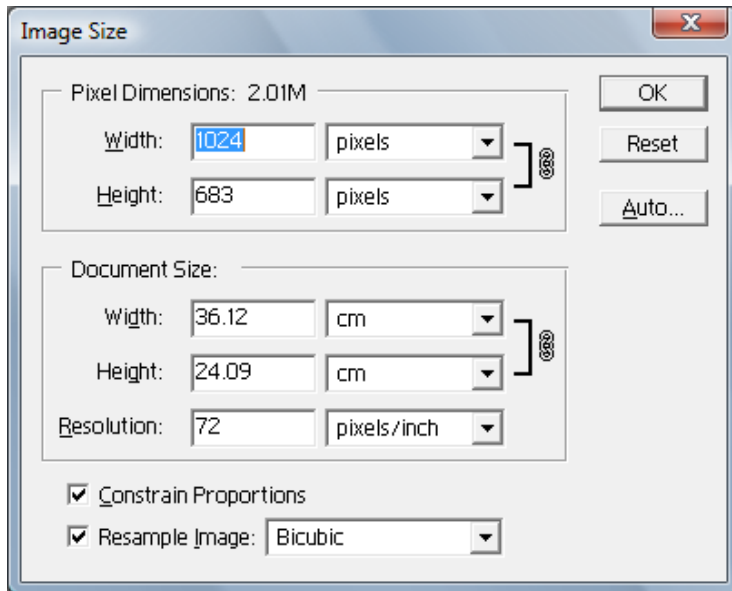 Image Size
Pixel Dimensions: 2.01M
Width: 1024 pixels
Height: 683 pixels
OK
Reset
Auto...
Document Size:
Width: 36.12 cm
Height: 24.09 cm
Resolution: 72 pixels/inch
Constrain Proportions
Resample Image: Bicubic